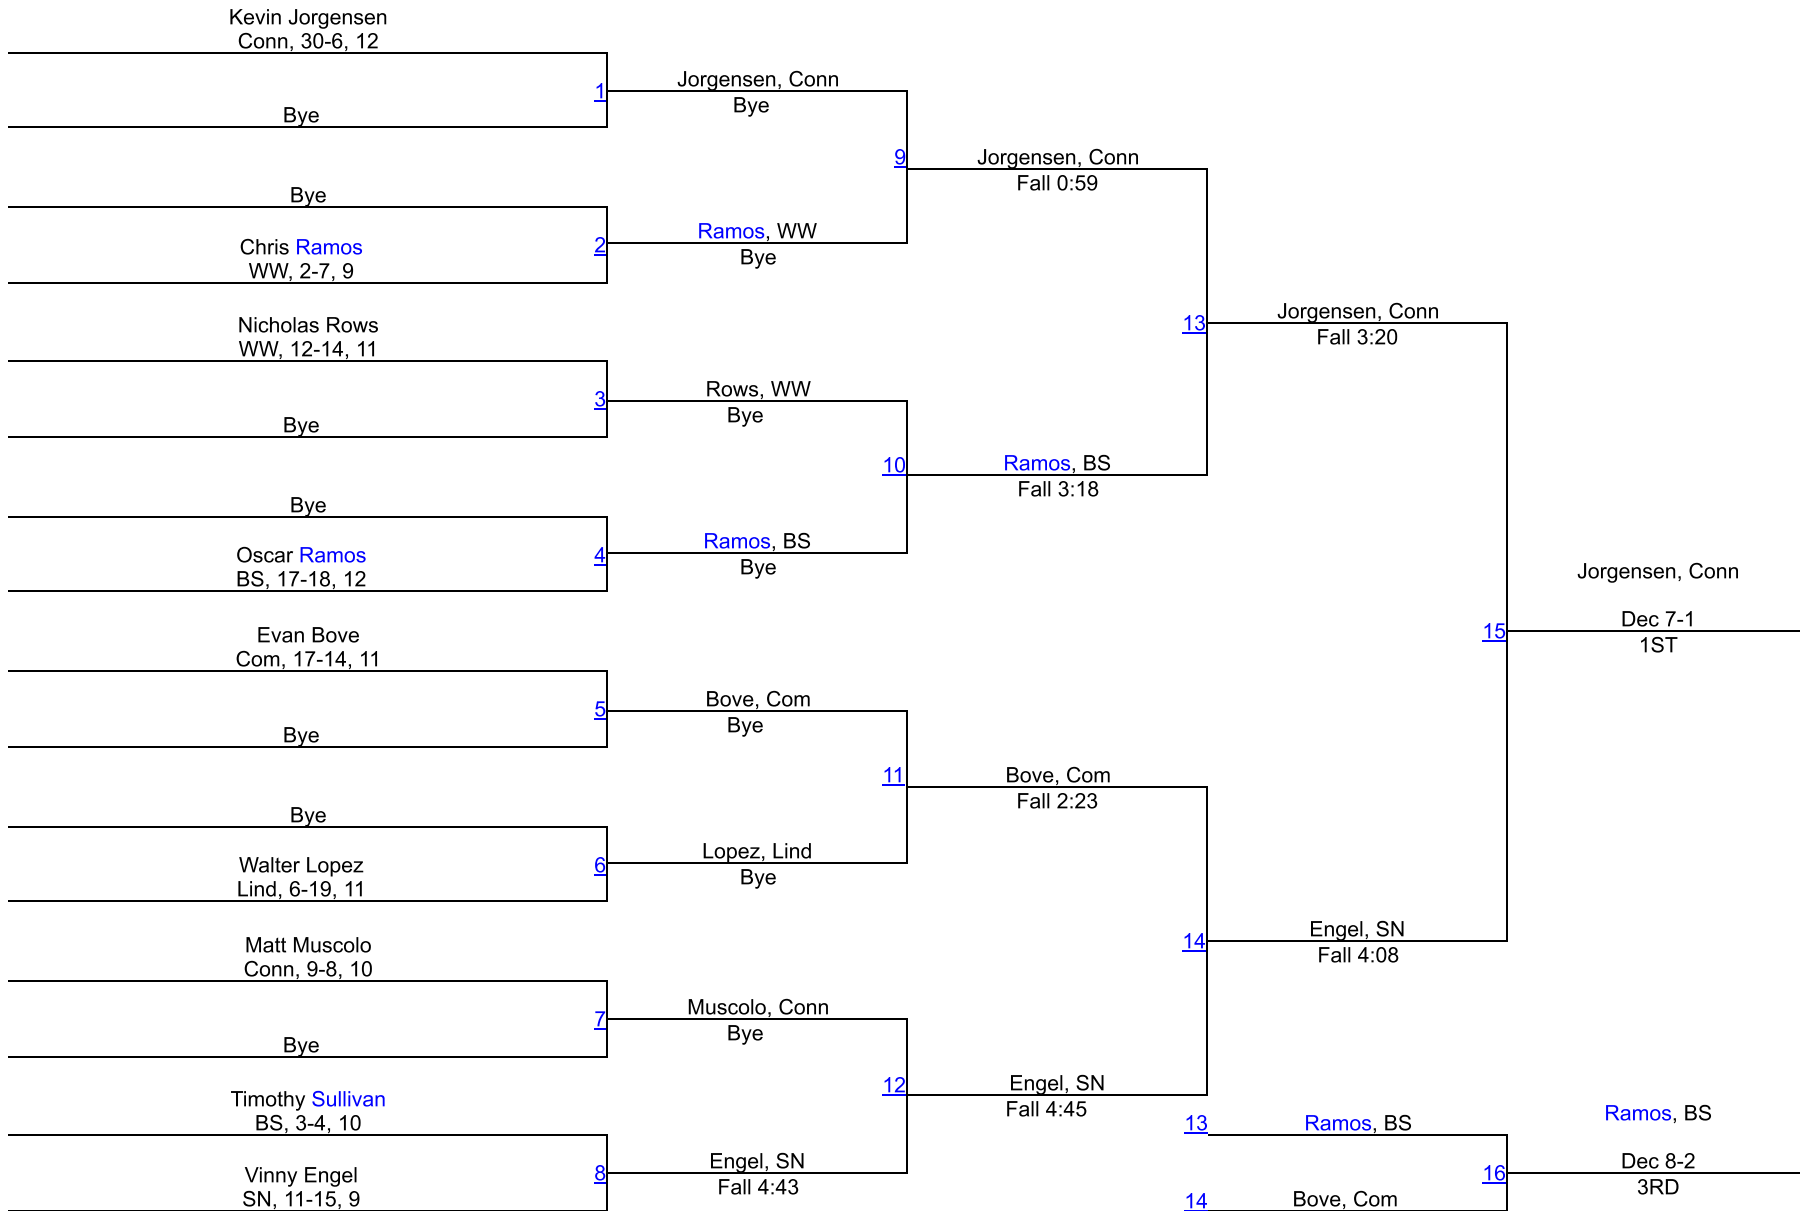 Kevin Jorgensen
Conn, 30-6, 12
1
Jorgensen, Conn
Bye
Bye
9
Jorgensen, Conn
Fall 0:59
Bye
Chris Ramos
WW, 2-7, 9
2
Ramos, WW
Bye
Nicholas Rows
WW, 12-14, 11
13
Jorgensen, Conn
Fall 3:20
3
Rows, WW
Bye
Bye
10
Ramos, BS
Fall 3:18
Bye
Oscar Ramos
BS, 17-18, 12
4
Ramos, BS
Bye
Jorgensen, Conn
15
Dec 7-1
1ST
Evan Bove
Com, 17-14, 11
5
Bove, Com
Bye
Bye
11
Bove, Com
Fall 2:23
Bye
Walter Lopez
Lind, 6-19, 11
6
Lopez, Lind
Bye
Matt Muscolo
Conn, 9-8, 10
14
Engel, SN
Fall 4:08
7
Muscolo, Conn
Bye
Bye
12
Engel, SN
Fall 4:45
Timothy Sullivan
BS, 3-4, 10
8
Engel, SN
Fall 4:43
Vinny Engel
SN, 11-15, 9
13
Ramos, BS
Ramos, BS
16
Dec 8-2
3RD
14
Bove, Com